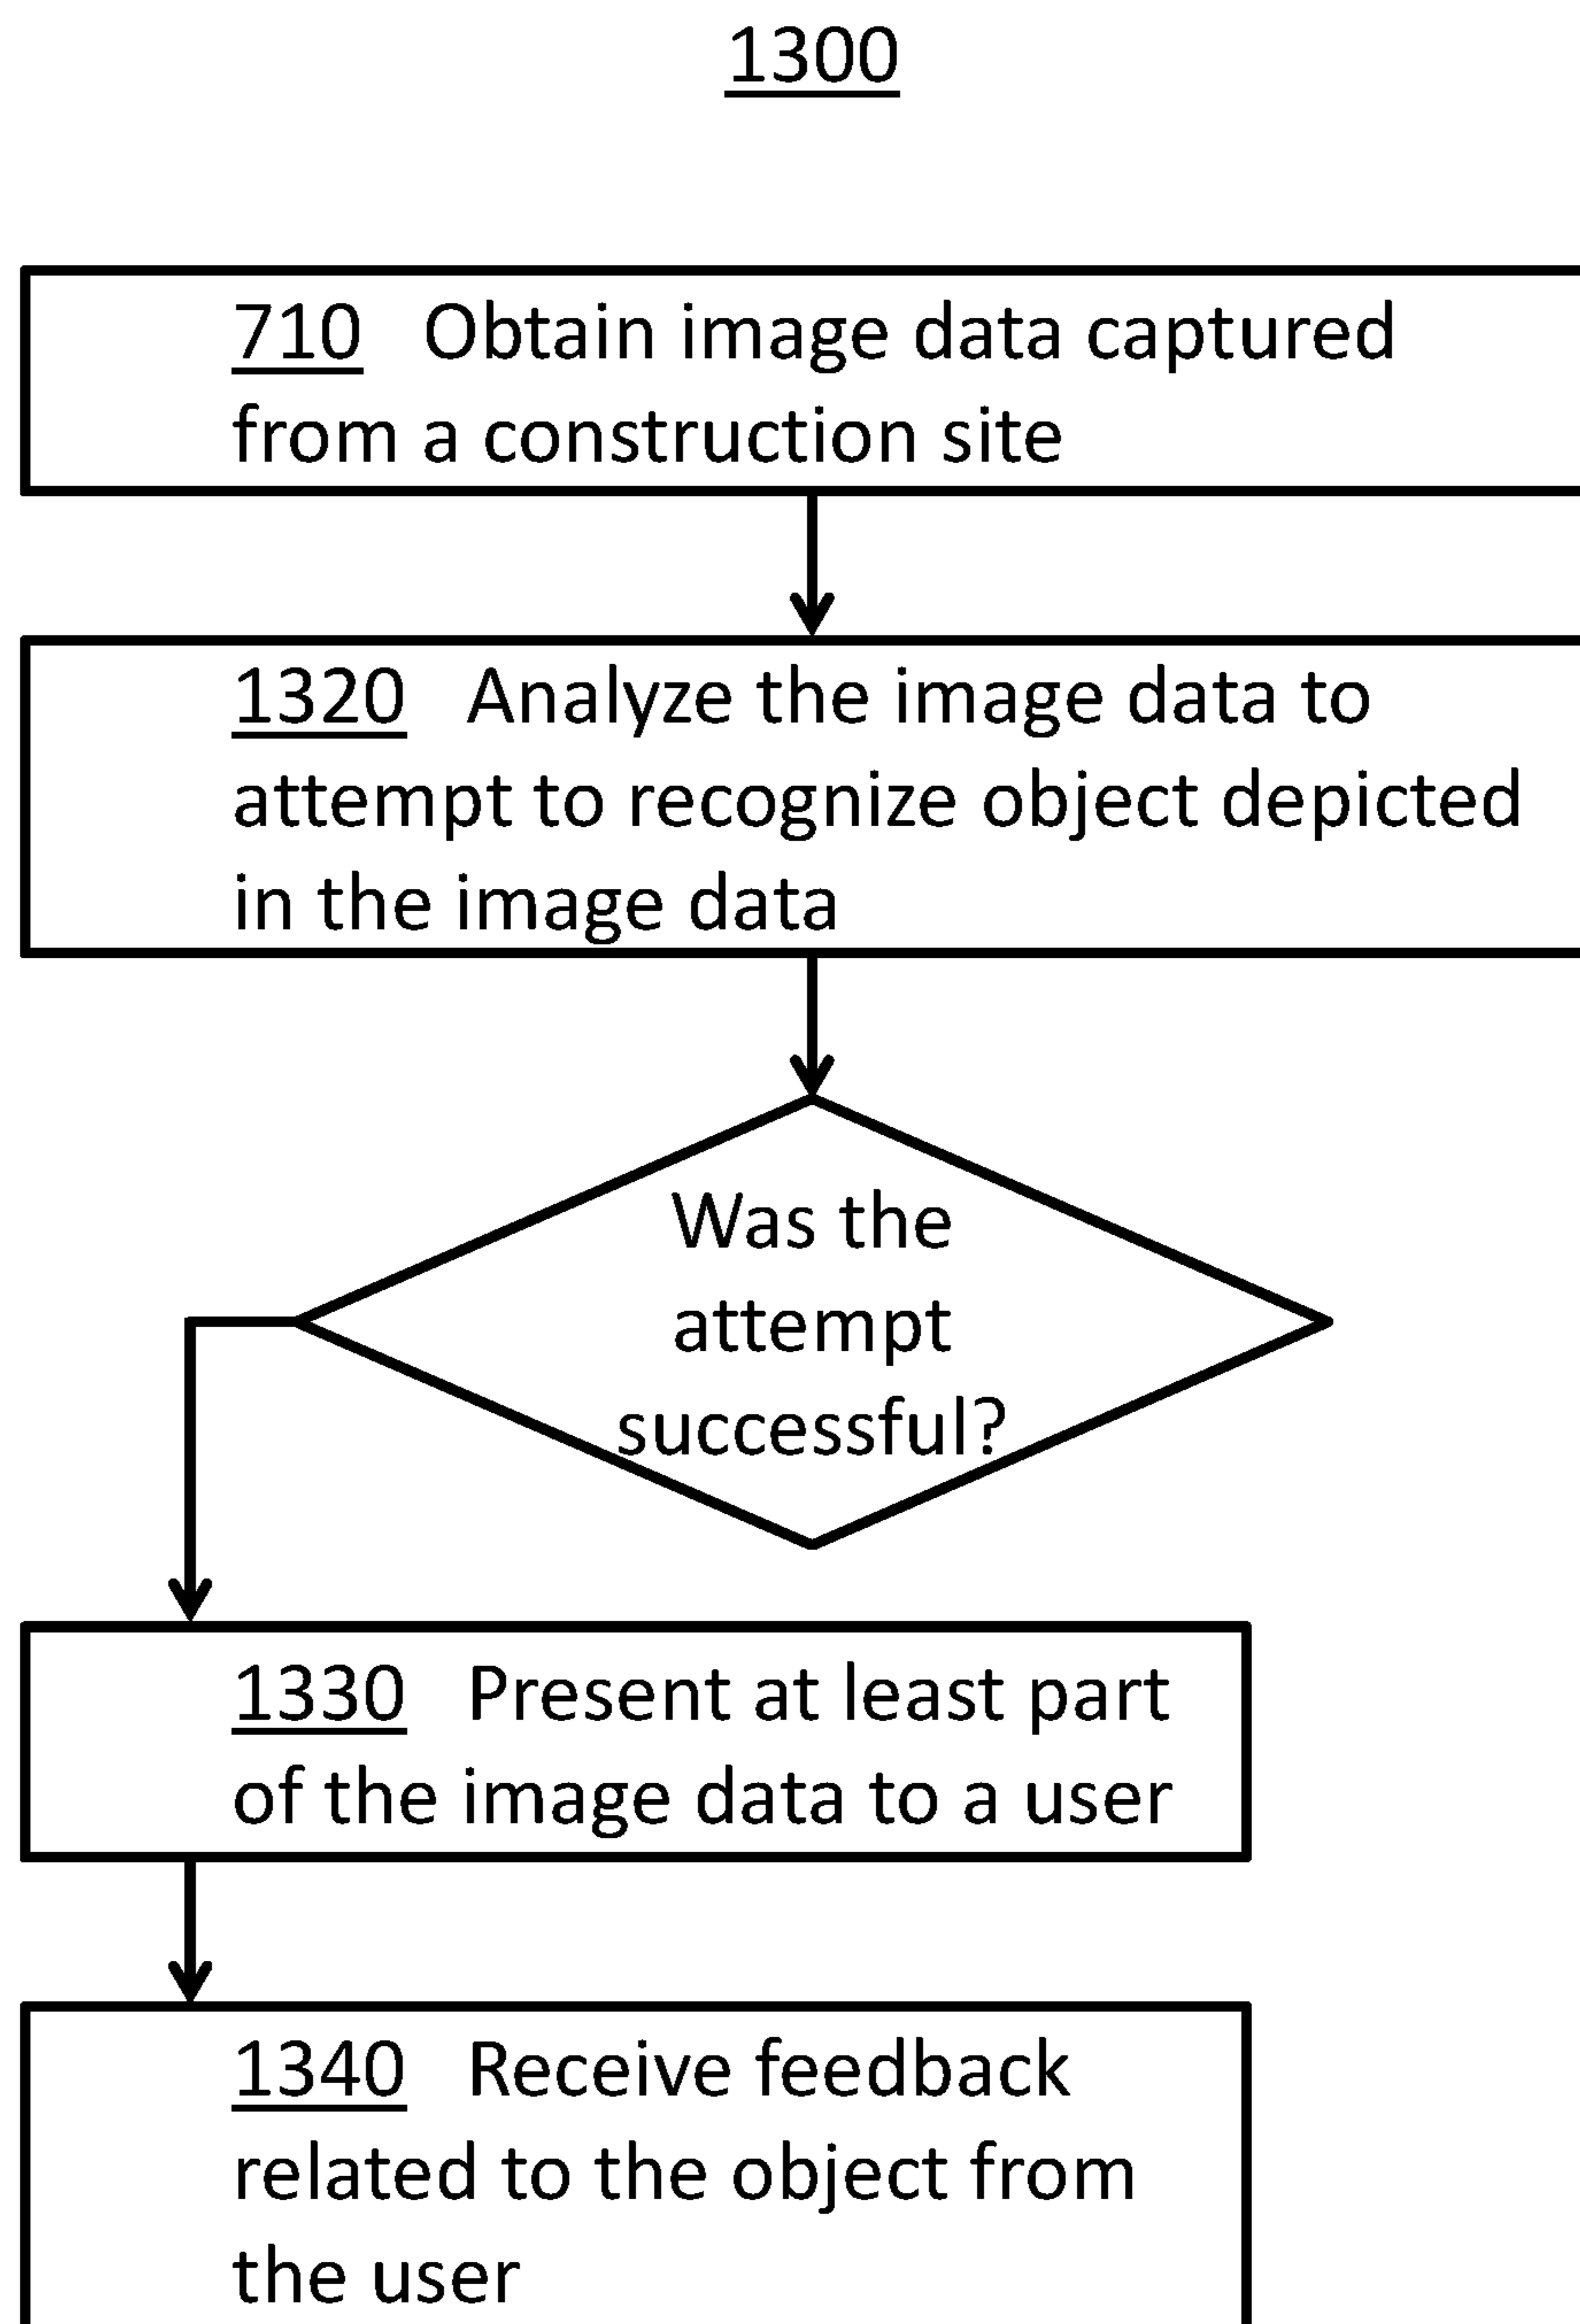 1300
710 Obtain image data captured
from a construction site
1320 Analyze the image data to
attempt to recognize object depicted
in the image data
Was the
attempt
successful?
1330 Present at least part
of the image data to a user
1340 Receive feedback
related to the object from
the user